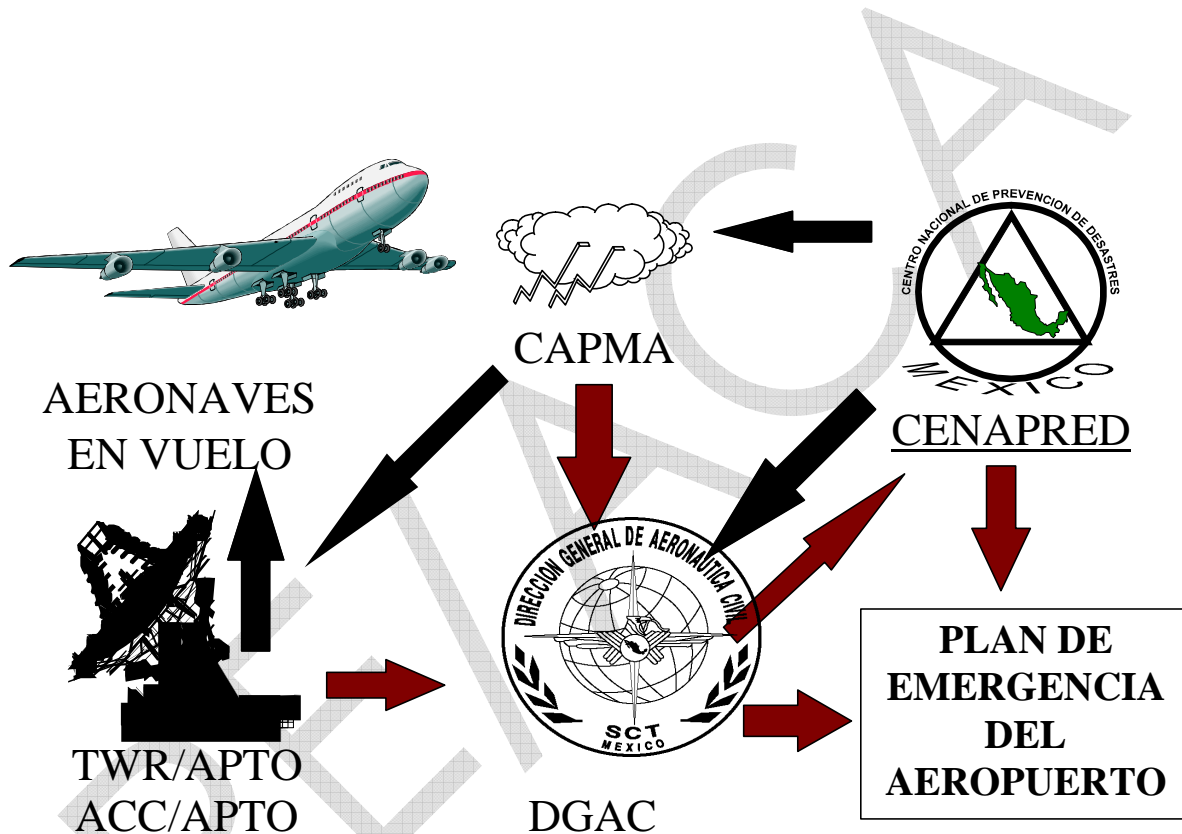 CENTRO NACIONAL DE PREVENCION DE DESASTRES
MEXICO
CAPMA
AERONAVES
EN VUELO
CENAPRED
DIRECCION GENERAL DE AERONAUTICA CIVIL
SCT
MEXICO
PLAN DE
EMERGENCIA
DEL
AEROPUERTO
TWR/APTO
ACC/APTO
DGAC